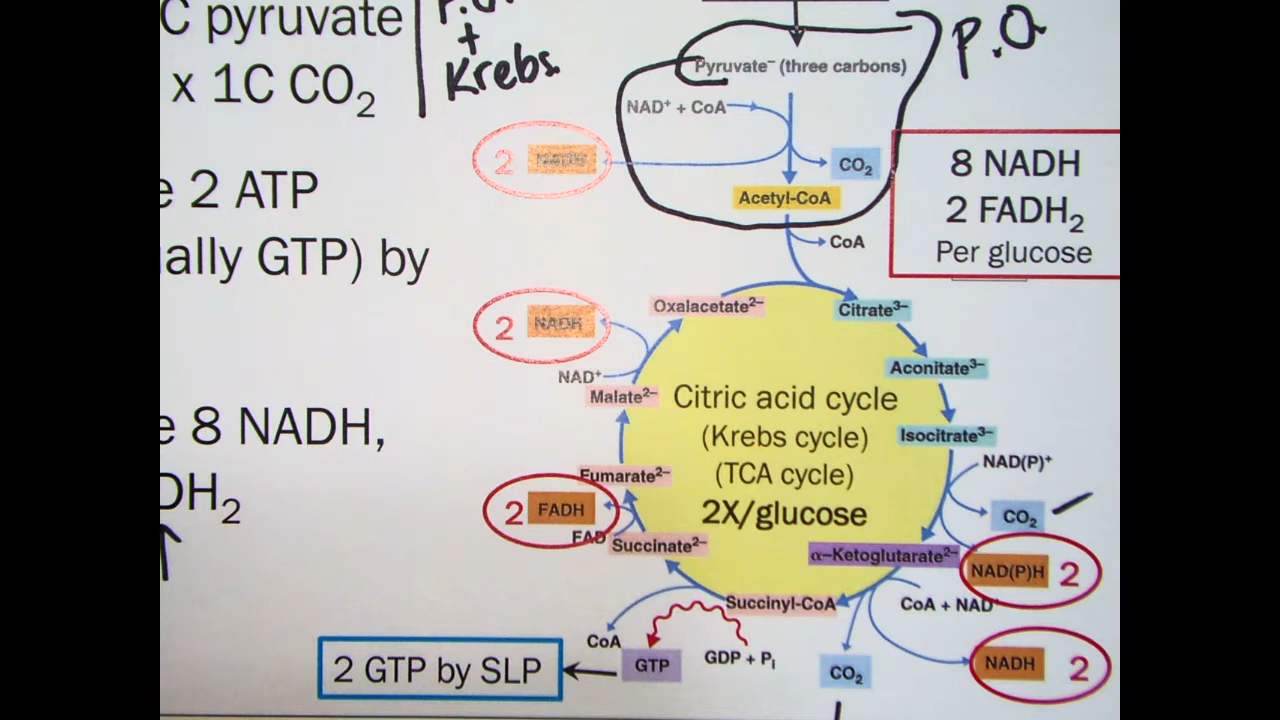 C pyruvate
x 1C CO₂
e 2 ATP
ally GTP) by
e 8 NADH,
DH₂
+
Krebs
P.O
Pyruvate⁻ (three carbons)
NAD⁺ + CoA
2 NADH
CO₂
Acetyl-CoA
CoA
8 NADH
2 FADH₂
Per glucose
Oxalacetate²⁻
Citrate³⁻
2 NADH
NAD⁺
Malate²⁻
Aconitate³⁻
Isocitrate³⁻
NAD(P)⁺
CO₂
Citric acid cycle
(Krebs cycle)
(TCA cycle)
2X/glucose
Fumarate²⁻
2 FADH
FAD
Succinate²⁻
α–Ketoglutarate²⁻
NAD(P)H 2
Succinyl-CoA
CoA + NAD⁺
CoA
GTP
GDP + Pᵢ
2 GTP by SLP
CO₂
NADH 2